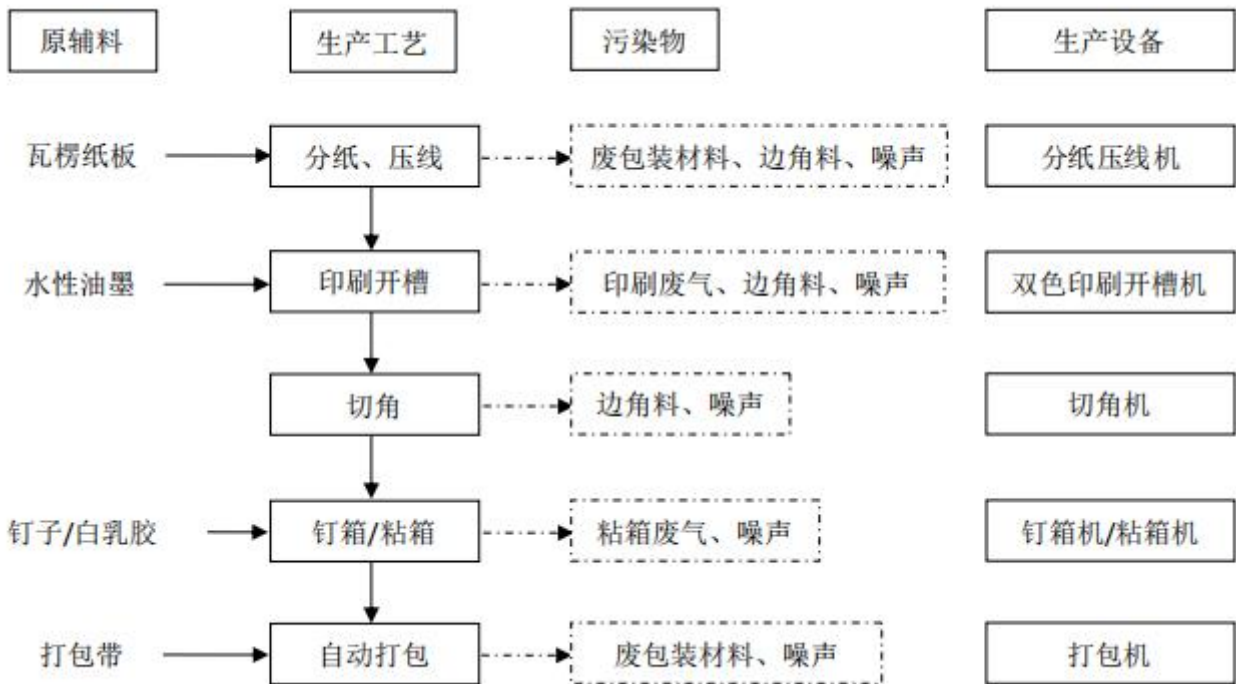 原辅料 生产工艺 污染物 生产设备
瓦楞纸板 分纸、压线 废包装材料、边角料、噪声 分纸压线机
水性油墨 印刷开槽 印刷废气、边角料、噪声 双色印刷开槽机
切角 边角料、噪声 切角机
钉子/白乳胶 钉箱/粘箱 粘箱废气、噪声 钉箱机/粘箱机
打包带 自动打包 废包装材料、噪声 打包机